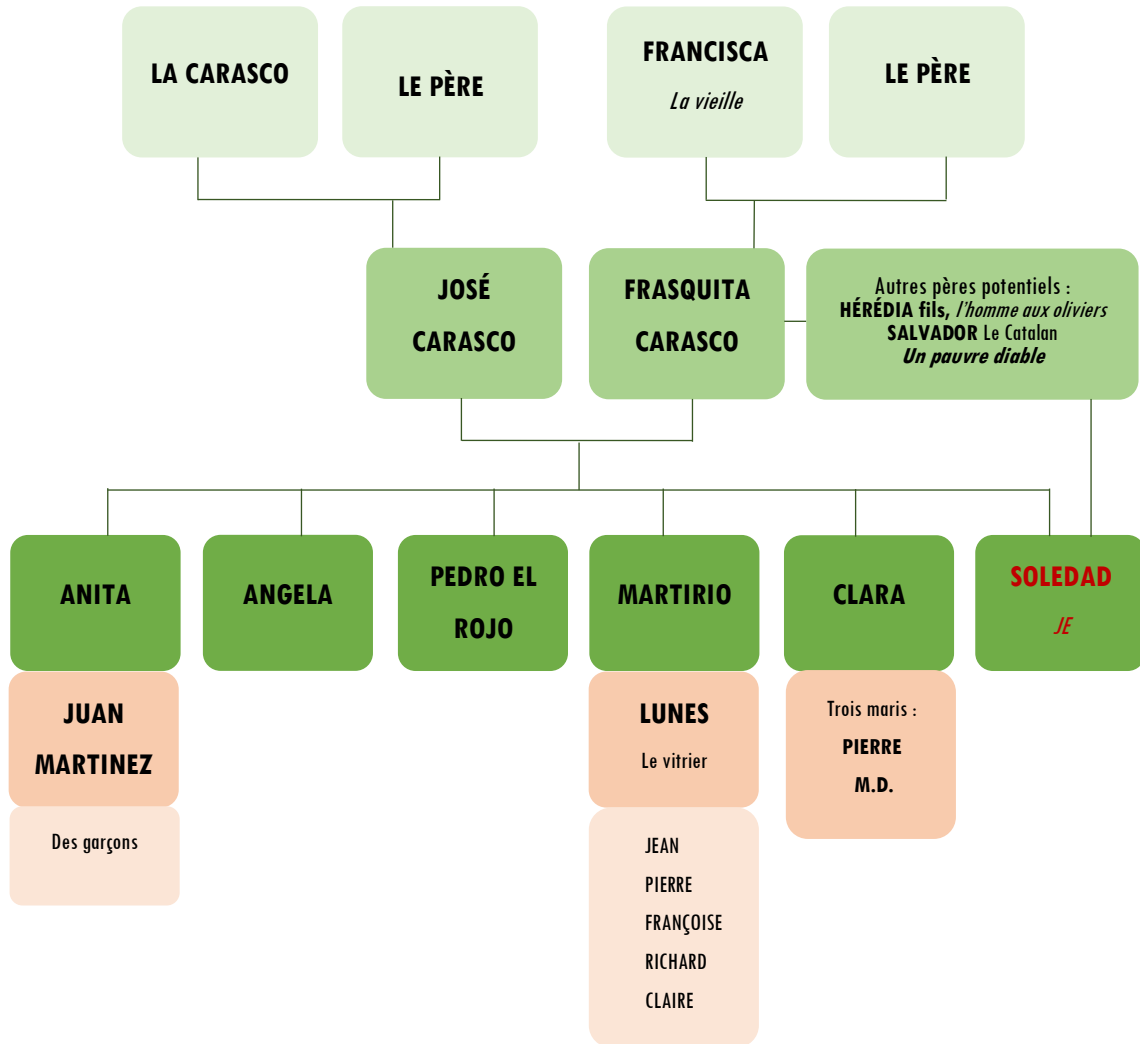 LA CARASCO
LE PÈRE
FRANCISCA
La vieille
LE PÈRE
JOSÉ
CARASCO
FRASQUITA
CARASCO
Autres pères potentiels :
HÉRÉDIA fils, l'homme aux oliviers
SALVADOR Le Catalan
Un pauvre diable
ANITA
ANGELA
PEDRO EL
ROJO
MARTIRIO
CLARA
SOLEDAD
JE
JUAN
MARTINEZ
LUNES
Le vitrier
Trois maris :
PIERRE
M.D.
Des garçons
JEAN
PIERRE
FRANÇOISE
RICHARD
CLAIRE